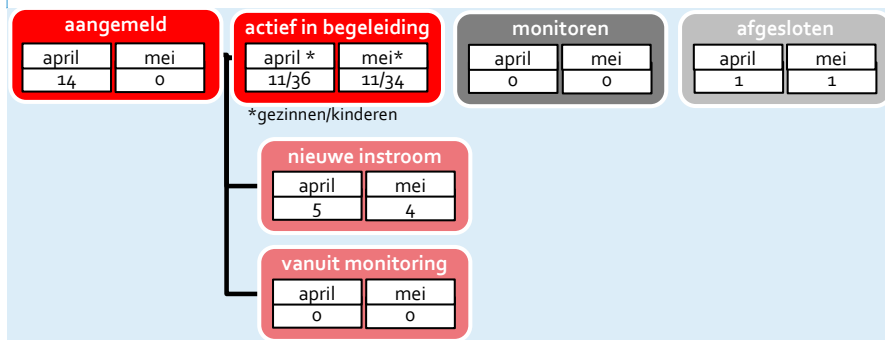 aangemeld
april mei
14 0
actief in begeleiding
april * mei*
11/36 11/34
*gezinnen/kinderen
monitoren
april mei
0 0
afgesloten
april mei
1 1
nieuwe instroom
april mei
5 4
vanuit monitoring
april mei
0 0